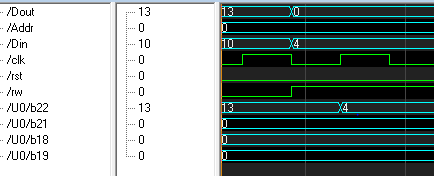 /Dout 13 13 0
/Addr 0 0
/Din 10 10 4
/clk 0
/rst 0
/rw 0
/U0/b22 13 13 4
/U0/b21 0 0
/U0/b18 0 0
/U0/b19 0 0